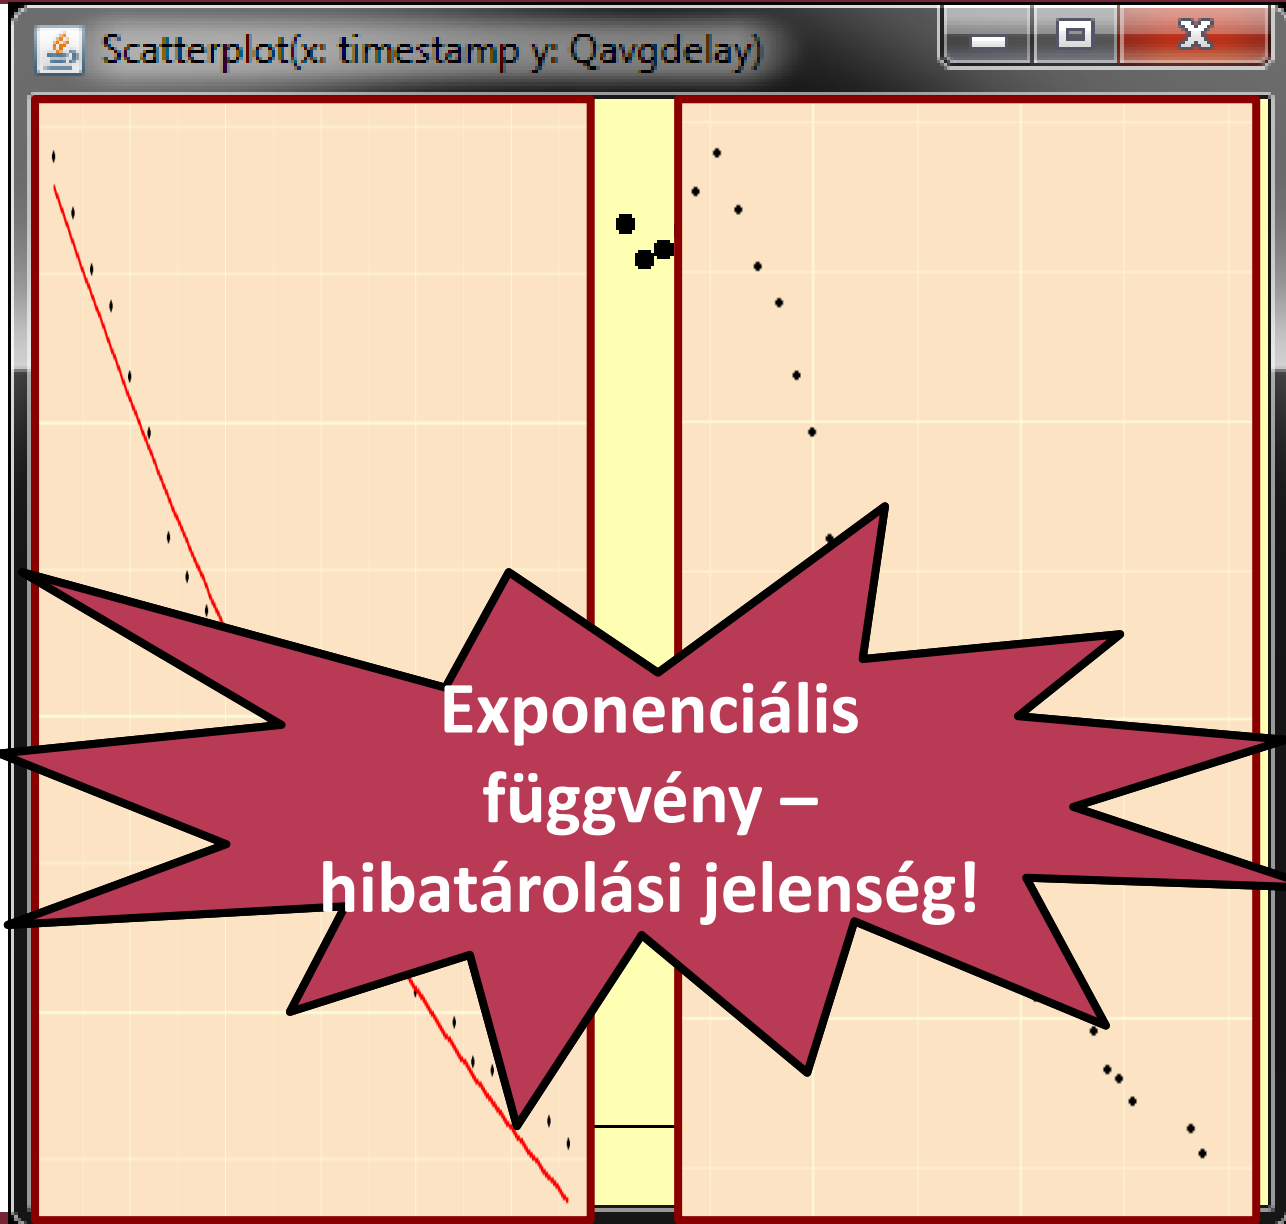 Scatterplot(x: timestamp y: Qavgdelay)
Exponenciális
függvény –
hibatárolási jelenség!